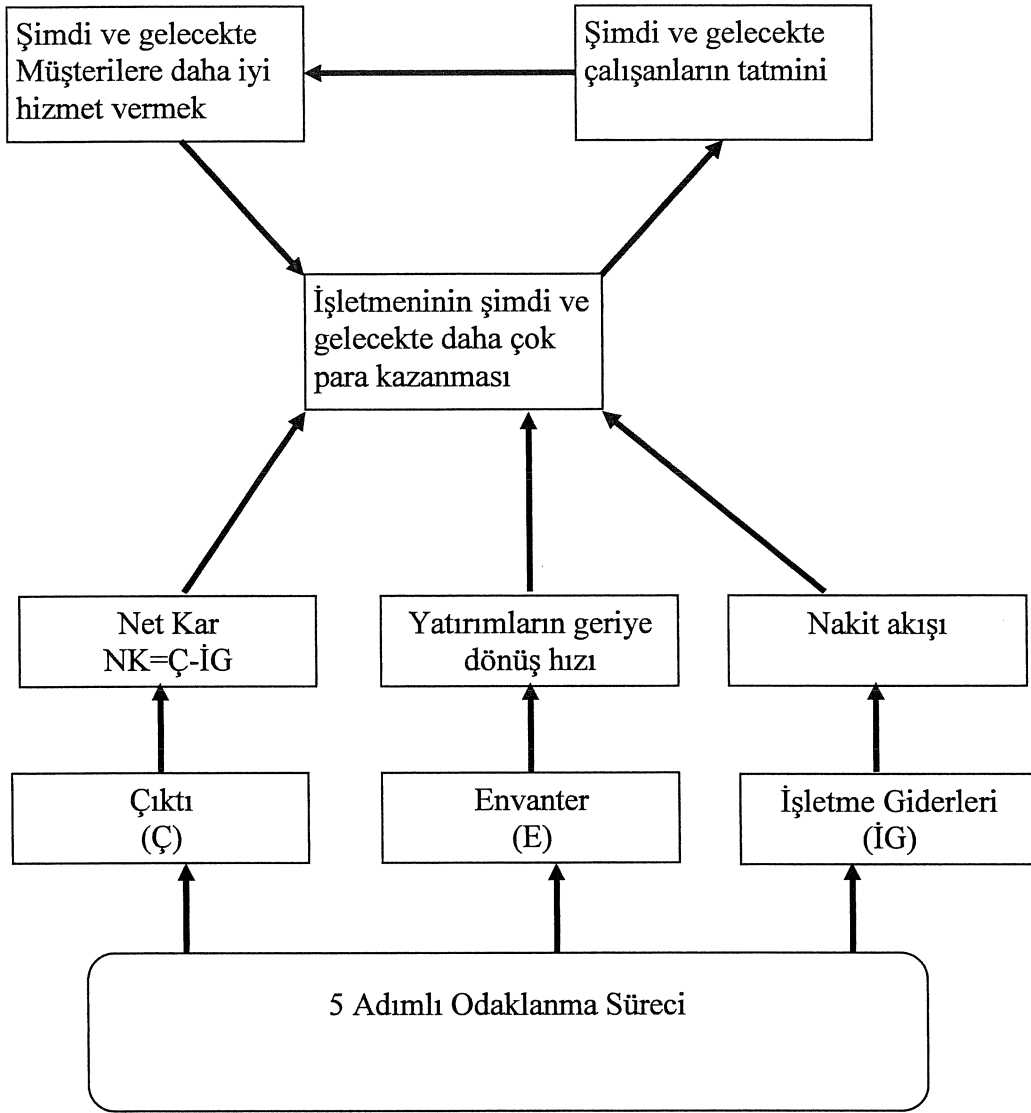 Şimdi ve gelecekte
Müşterilere daha iyi
hizmet vermek
Şimdi ve gelecekte
çalışanların tatmini
İşletmeninin şimdi ve
gelecekte daha çok
para kazanması
Net Kar
NK=Ç-İG
Yatırımların geriye
dönüş hızı
Nakit akışı
Çıktı
(Ç)
Envanter
(E)
İşletme Giderleri
(İG)
5 Adımlı Odaklanma Süreci